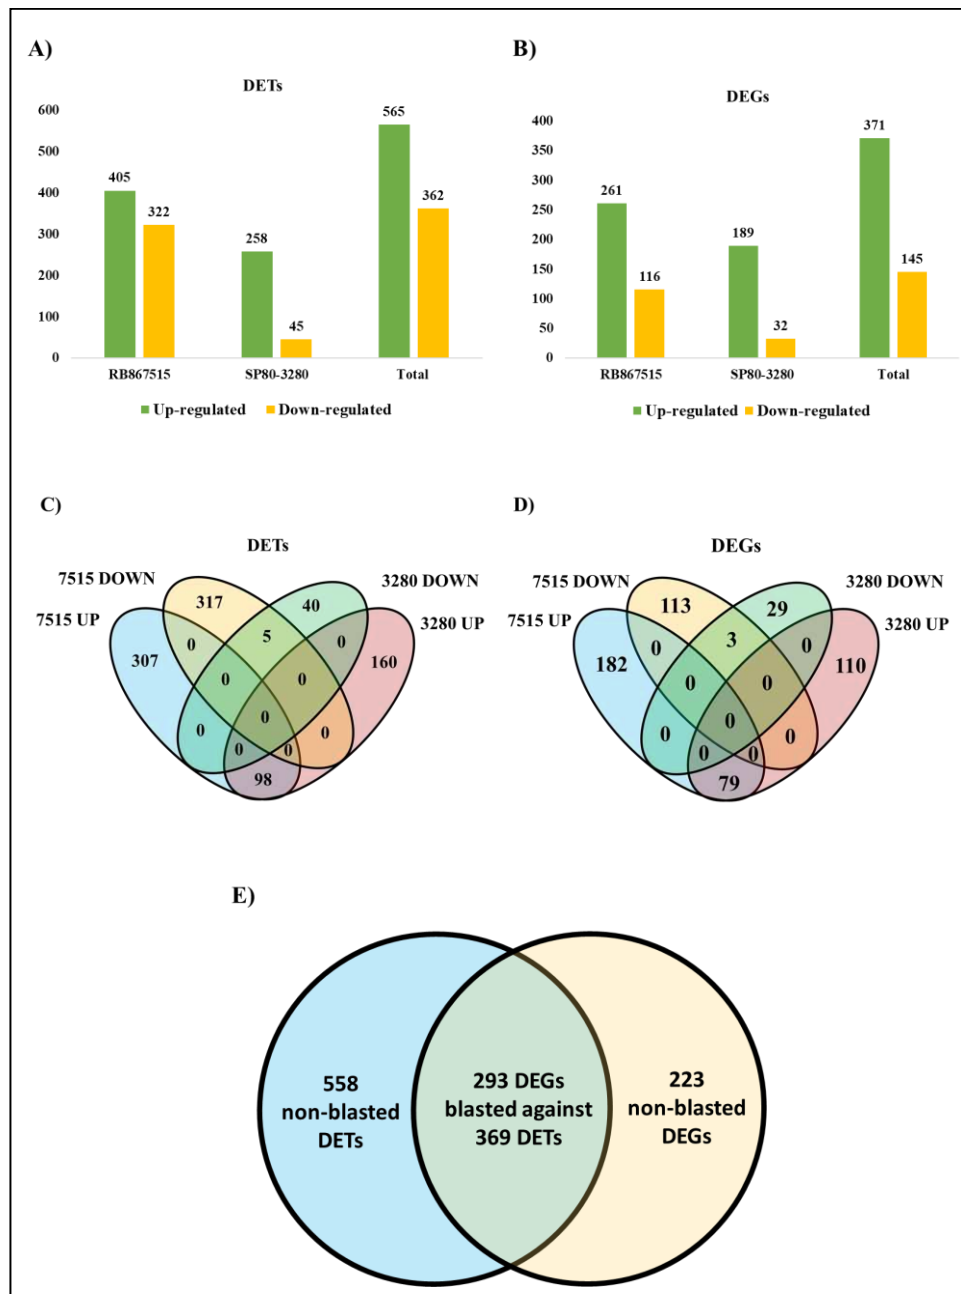 A)
DETs
600
500
400
300
200
100
0
405
322
258
45
565
362
RB867515
SP80-3280
Total
Up-regulated
Down-regulated
B)
DEGs
400
350
300
250
200
150
100
50
0
261
116
189
32
371
145
RB867515
SP80-3280
Total
Up-regulated
Down-regulated
C)
DETs
7515 DOWN
3280 DOWN
7515 UP
3280 UP
317
40
5
0
0
307
160
0
0
0
0
0
0
0
98
D)
DEGs
7515 DOWN
3280 DOWN
7515 UP
3280 UP
113
29
3
0
0
182
110
0
0
0
0
0
0
0
79
E)
558
non-blasted
DETs
293 DEGs
blasted against
369 DETs
223
non-blasted
DEGs